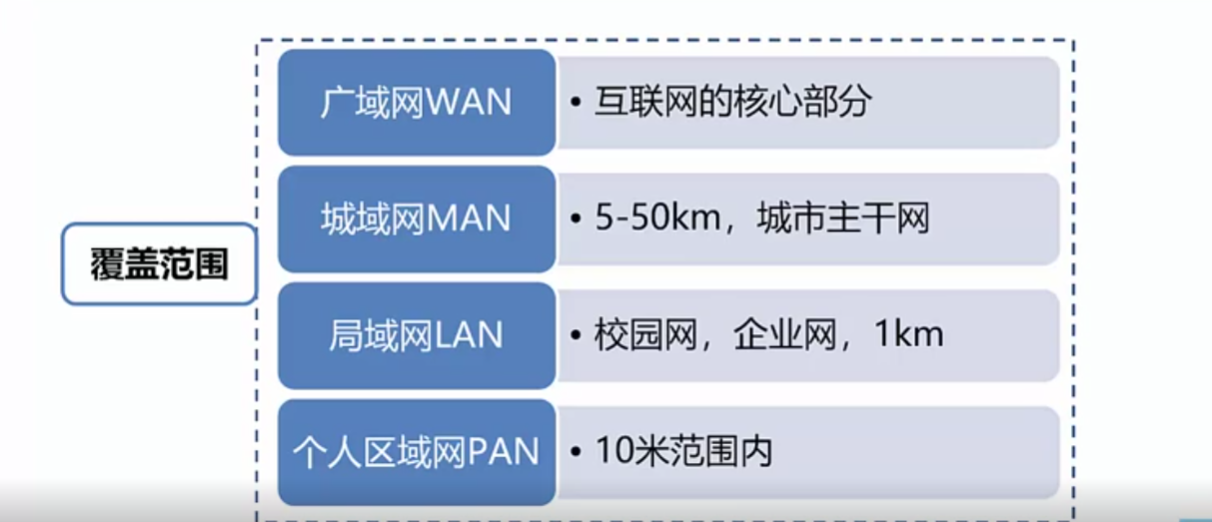 广域网WAN
• 互联网的核心部分
城域网MAN
• 5-50km，城市主干网
覆盖范围
局域网LAN
• 校园网，企业网，1km
个人区域网PAN
• 10米范围内